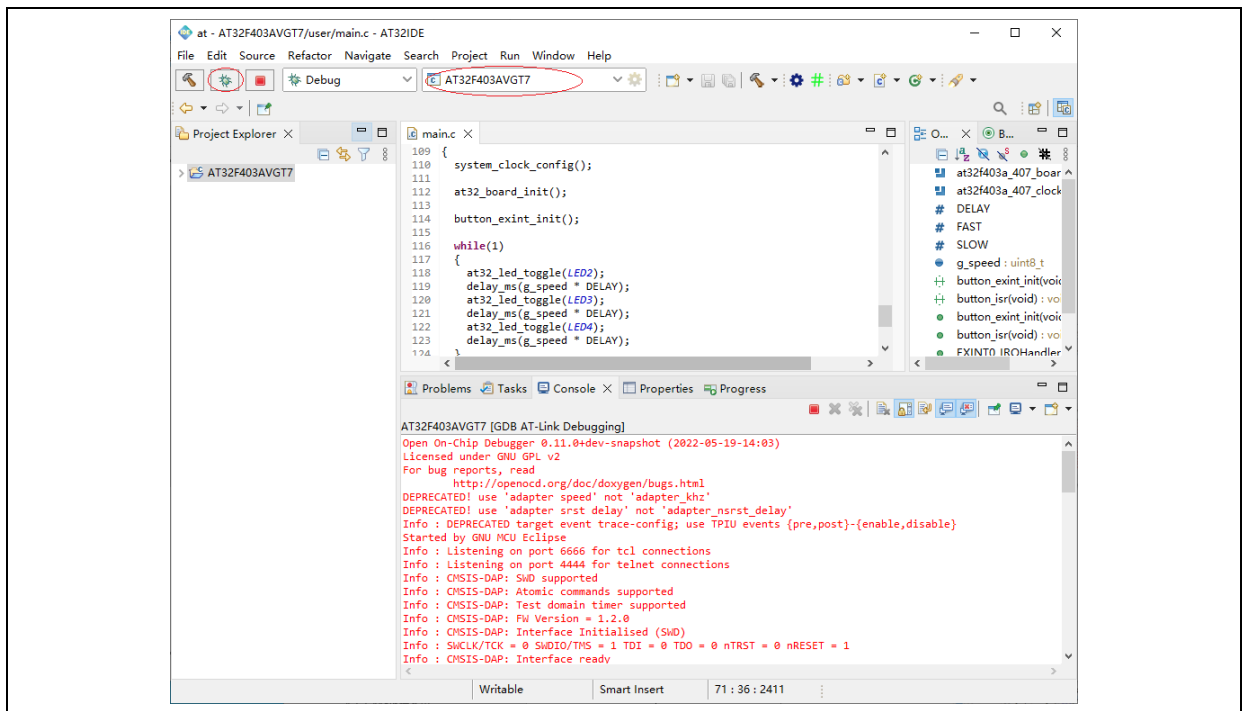 at - AT32F403AVGT7/user/main.c - AT32IDE
File Edit Source Refactor Navigate Search Project Run Window Help
Debug AT32F403AVGT7
Project Explorer
AT32F403AVGT7
main.c
109 {
110 system_clock_config();
111
112 at32_board_init();
113
114 button_exint_init();
115
116 while(1)
117 {
118 at32_led_toggle(LED2);
119 delay_ms(g_speed * DELAY);
120 at32_led_toggle(LED3);
121 delay_ms(g_speed * DELAY);
122 at32_led_toggle(LED4);
123 delay_ms(g_speed * DELAY);
124 }
O... B...
at32f403a_407_boar
at32f403a_407_clock
DELAY
FAST
SLOW
g_speed : uint8_t
button_exint_init(voic
button_isr(void) : vo
button_exint_init(voic
button_isr(void) : vo
EXINT0_IRQHandler
Problems Tasks Console Properties Progress
AT32F403AVGT7 [GDB AT-Link Debugging]
Open On-Chip Debugger 0.11.0+dev-snapshot (2022-05-19-14:03)
Licensed under GNU GPL v2
For bug reports, read
http://openocd.org/doc/doxygen/bugs.html
DEPRECATED! use 'adapter speed' not 'adapter_khz'
DEPRECATED! use 'adapter srst delay' not 'adapter_nsrst_delay'
Info : DEPRECATED target event trace-config; use TPIU events {pre,post}-{enable,disable}
Started by GNU MCU Eclipse
Info : Listening on port 6666 for tcl connections
Info : Listening on port 4444 for telnet connections
Info : CMSIS-DAP: SWD supported
Info : CMSIS-DAP: Atomic commands supported
Info : CMSIS-DAP: Test domain timer supported
Info : CMSIS-DAP: FW Version = 1.2.0
Info : CMSIS-DAP: Interface Initialised (SWD)
Info : SWCLK/TCK = 0 SWDIO/TMS = 1 TDI = 0 TDO = 0 nTRST = 0 nRESET = 1
Info : CMSIS-DAP: Interface ready
Writable Smart Insert 71 : 36 : 2411